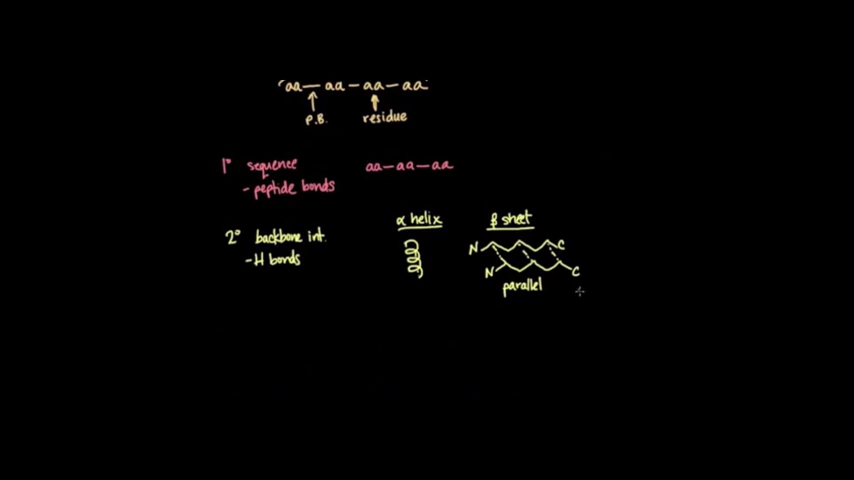 aa—aa—aa—aa
P.B. residue
1° sequence aa—aa—aa
- peptide bonds
α helix β sheet
2° backbone int.
- H bonds
N C
N C
parallel